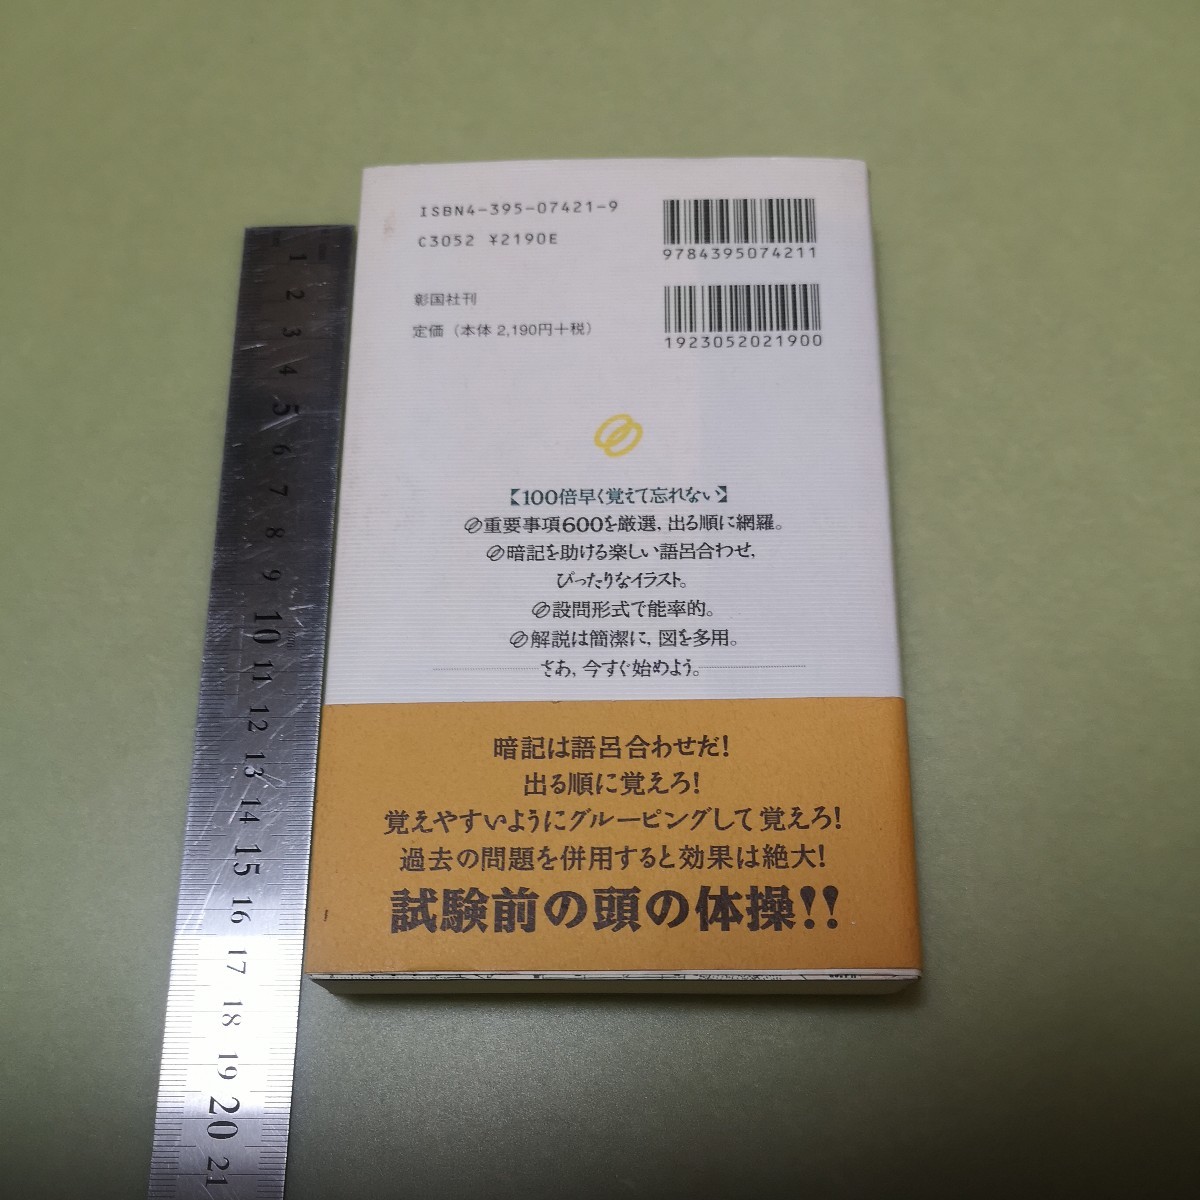 ISBN4-395-07421-9
C3052 ¥2190E
9784395074211
彰国社刊
定価（本体 2,190円＋税）
1923052021900
【100倍早く覚えて忘れない】
重要事項600を厳選，出る順に網羅。
暗記を助ける楽しい語呂合わせ，
ぴったりなイラスト。
設問形式で能率的。
解説は簡潔に，図を多用。
さあ，今すぐ始めよう。
暗記は語呂合わせだ！
出る順に覚えろ！
覚えやすいようにグルーピングして覚えろ！
過去の問題を併用すると効果は絶大！
試験前の頭の体操！！
1
2
3
4
5
6
7
8
9
10
11
12
13
14
15
16
17
18
19
20
21